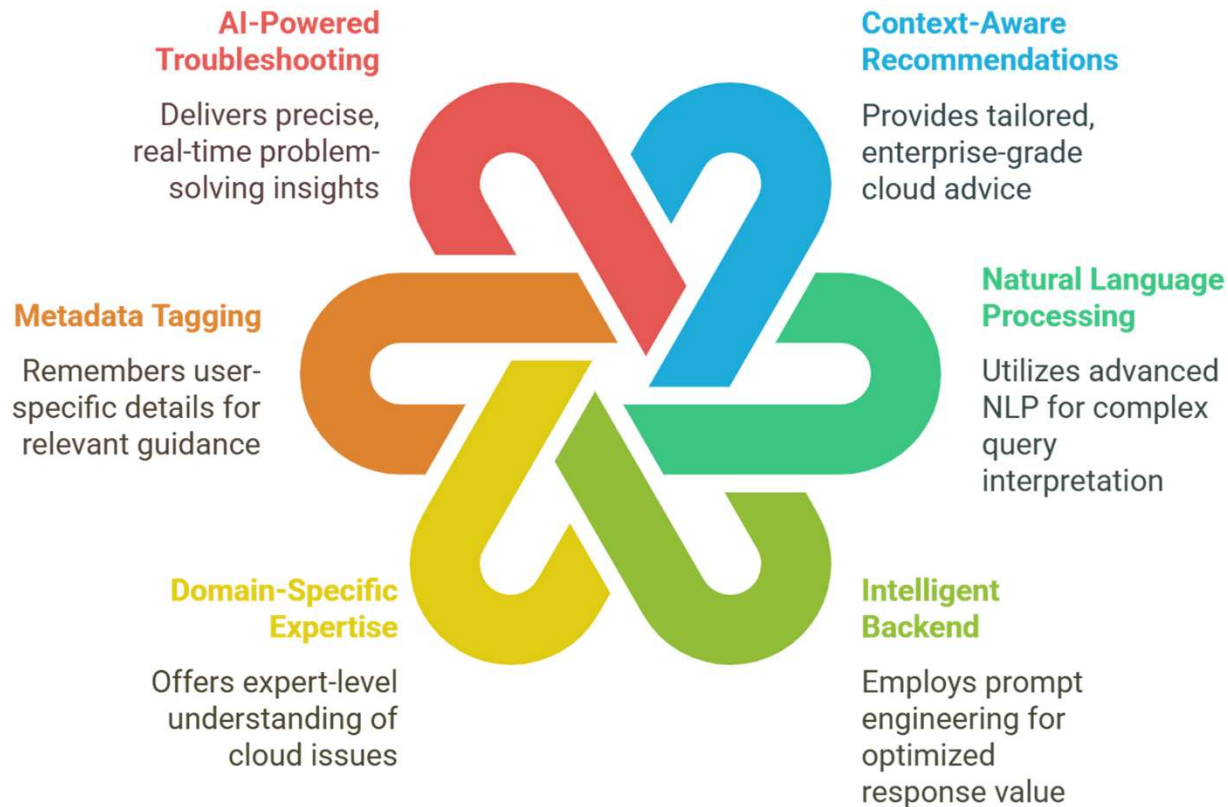 AI-Powered
Troubleshooting
Delivers precise,
real-time problem-
solving insights
Context-Aware
Recommendations
Provides tailored,
enterprise-grade
cloud advice
Metadata Tagging
Remembers user-
specific details for
relevant guidance
Natural Language
Processing
Utilizes advanced
NLP for complex
query
interpretation
Domain-Specific
Expertise
Offers expert-level
understanding of
cloud issues
Intelligent
Backend
Employs prompt
engineering for
optimized
response value